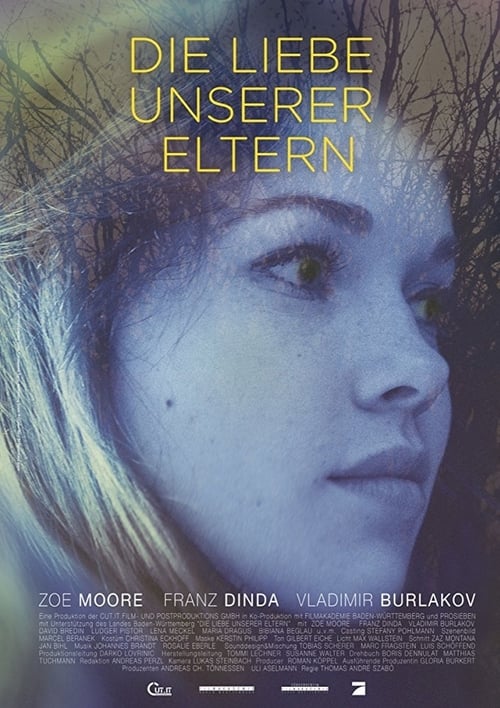 DIE LIEBE
UNSERER
ELTERN
ZOE MOORE FRANZ DINDA VLADIMIR BURLAKOV
Eine Produktion der CUT.IT FILM- UND POSTPRODUKTIONS GMBH in Ko-Produktion mit FILMAKADEMIE BADEN-WÜRTTEMBERG und PROSIEBEN
mit Unterstützung des Landes Baden-Württemberg "DIE LIEBE UNSERER ELTERN" mit ZOE MOORE FRANZ DINDA VLADIMIR BURLAKOV
DAVID BREDIN LUDGER PISTOR LENA MECKEL MARIA DRAGUS BIBIANA BEGLAU u.v.m. Casting STEFANY POHLMANN Szenenbild
MARCEL BERANEK Kostüm CHRISTINA ECKHOFF Maske KERSTIN PHILIPP Ton GILBERT EICHE Licht MAX WALLSTEIN Schnitt ZAZ MONTANA
JAN BIHL Musik JOHANNES BRANDT ROSALIE EBERLE Sounddesign&Mischung TOBIAS SCHERER MARC FRAGSTEIN LUIS SCHÖFFEND
Produktionsleitung DARKO LOVRINIC Herstellungsleitung TOMMI LECHNER SUSANNE WALTER Drehbuch BORIS DENNULAT MATTHIAS
TUCHMANN Redaktion ANDREAS PERZL Kamera LUKAS STEINBACH Producer ROMAN KÖPPEL Ausführende Produzentin GLORIA BURKERT
Produzenten ANDREAS CH. TÖNNESSEN ULI ASELMANN Regie THOMAS ANDRÉ SZABÓ
CUT.IT